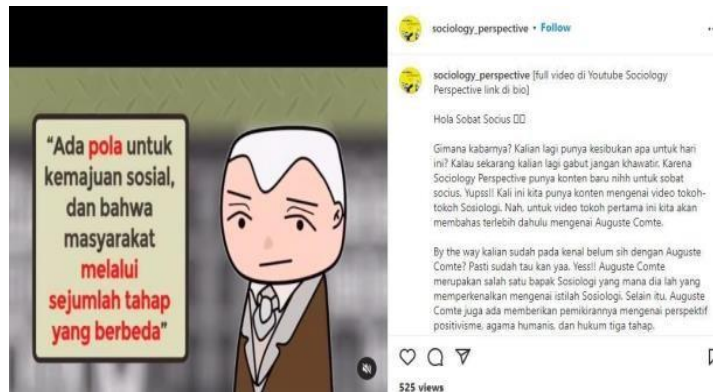 "Ada pola untuk
kemajuan sosial,
dan bahwa
masyarakat
melalui
sejumlah tahap
yang berbeda"
sociology_perspective • Follow
sociology_perspective [full video di Youtube Sociology
Perspective link di bio]
Hola Sobat Socius
Gimana kabarnya? Kalian lagi punya kesibukan apa untuk hari
ini? Kalau sekarang kalian lagi gabut jangan khawatir. Karena
Sociology Perspective punya konten baru nihh untuk sobat
socius. Yupss!! Kali ini kita punya konten mengenai video tokoh-
tokoh Sosiologi. Nah, untuk video tokoh pertama ini kita akan
membahas terlebih dahulu mengenai Auguste Comte.
By the way kalian sudah pada kenal belum sih dengan Auguste
Comte? Pasti sudah tau kan yaa. Yess!! Auguste Comte
merupakan salah satu bapak Sosiologi yang mana dia lah yang
memperkenalkan mengenai istilah Sosiologi. Selain itu, Auguste
Comte juga ada memberikan pemikirannya mengenai perspektif
positivisme, agama humanis, dan hukum tiga tahap.
525 views